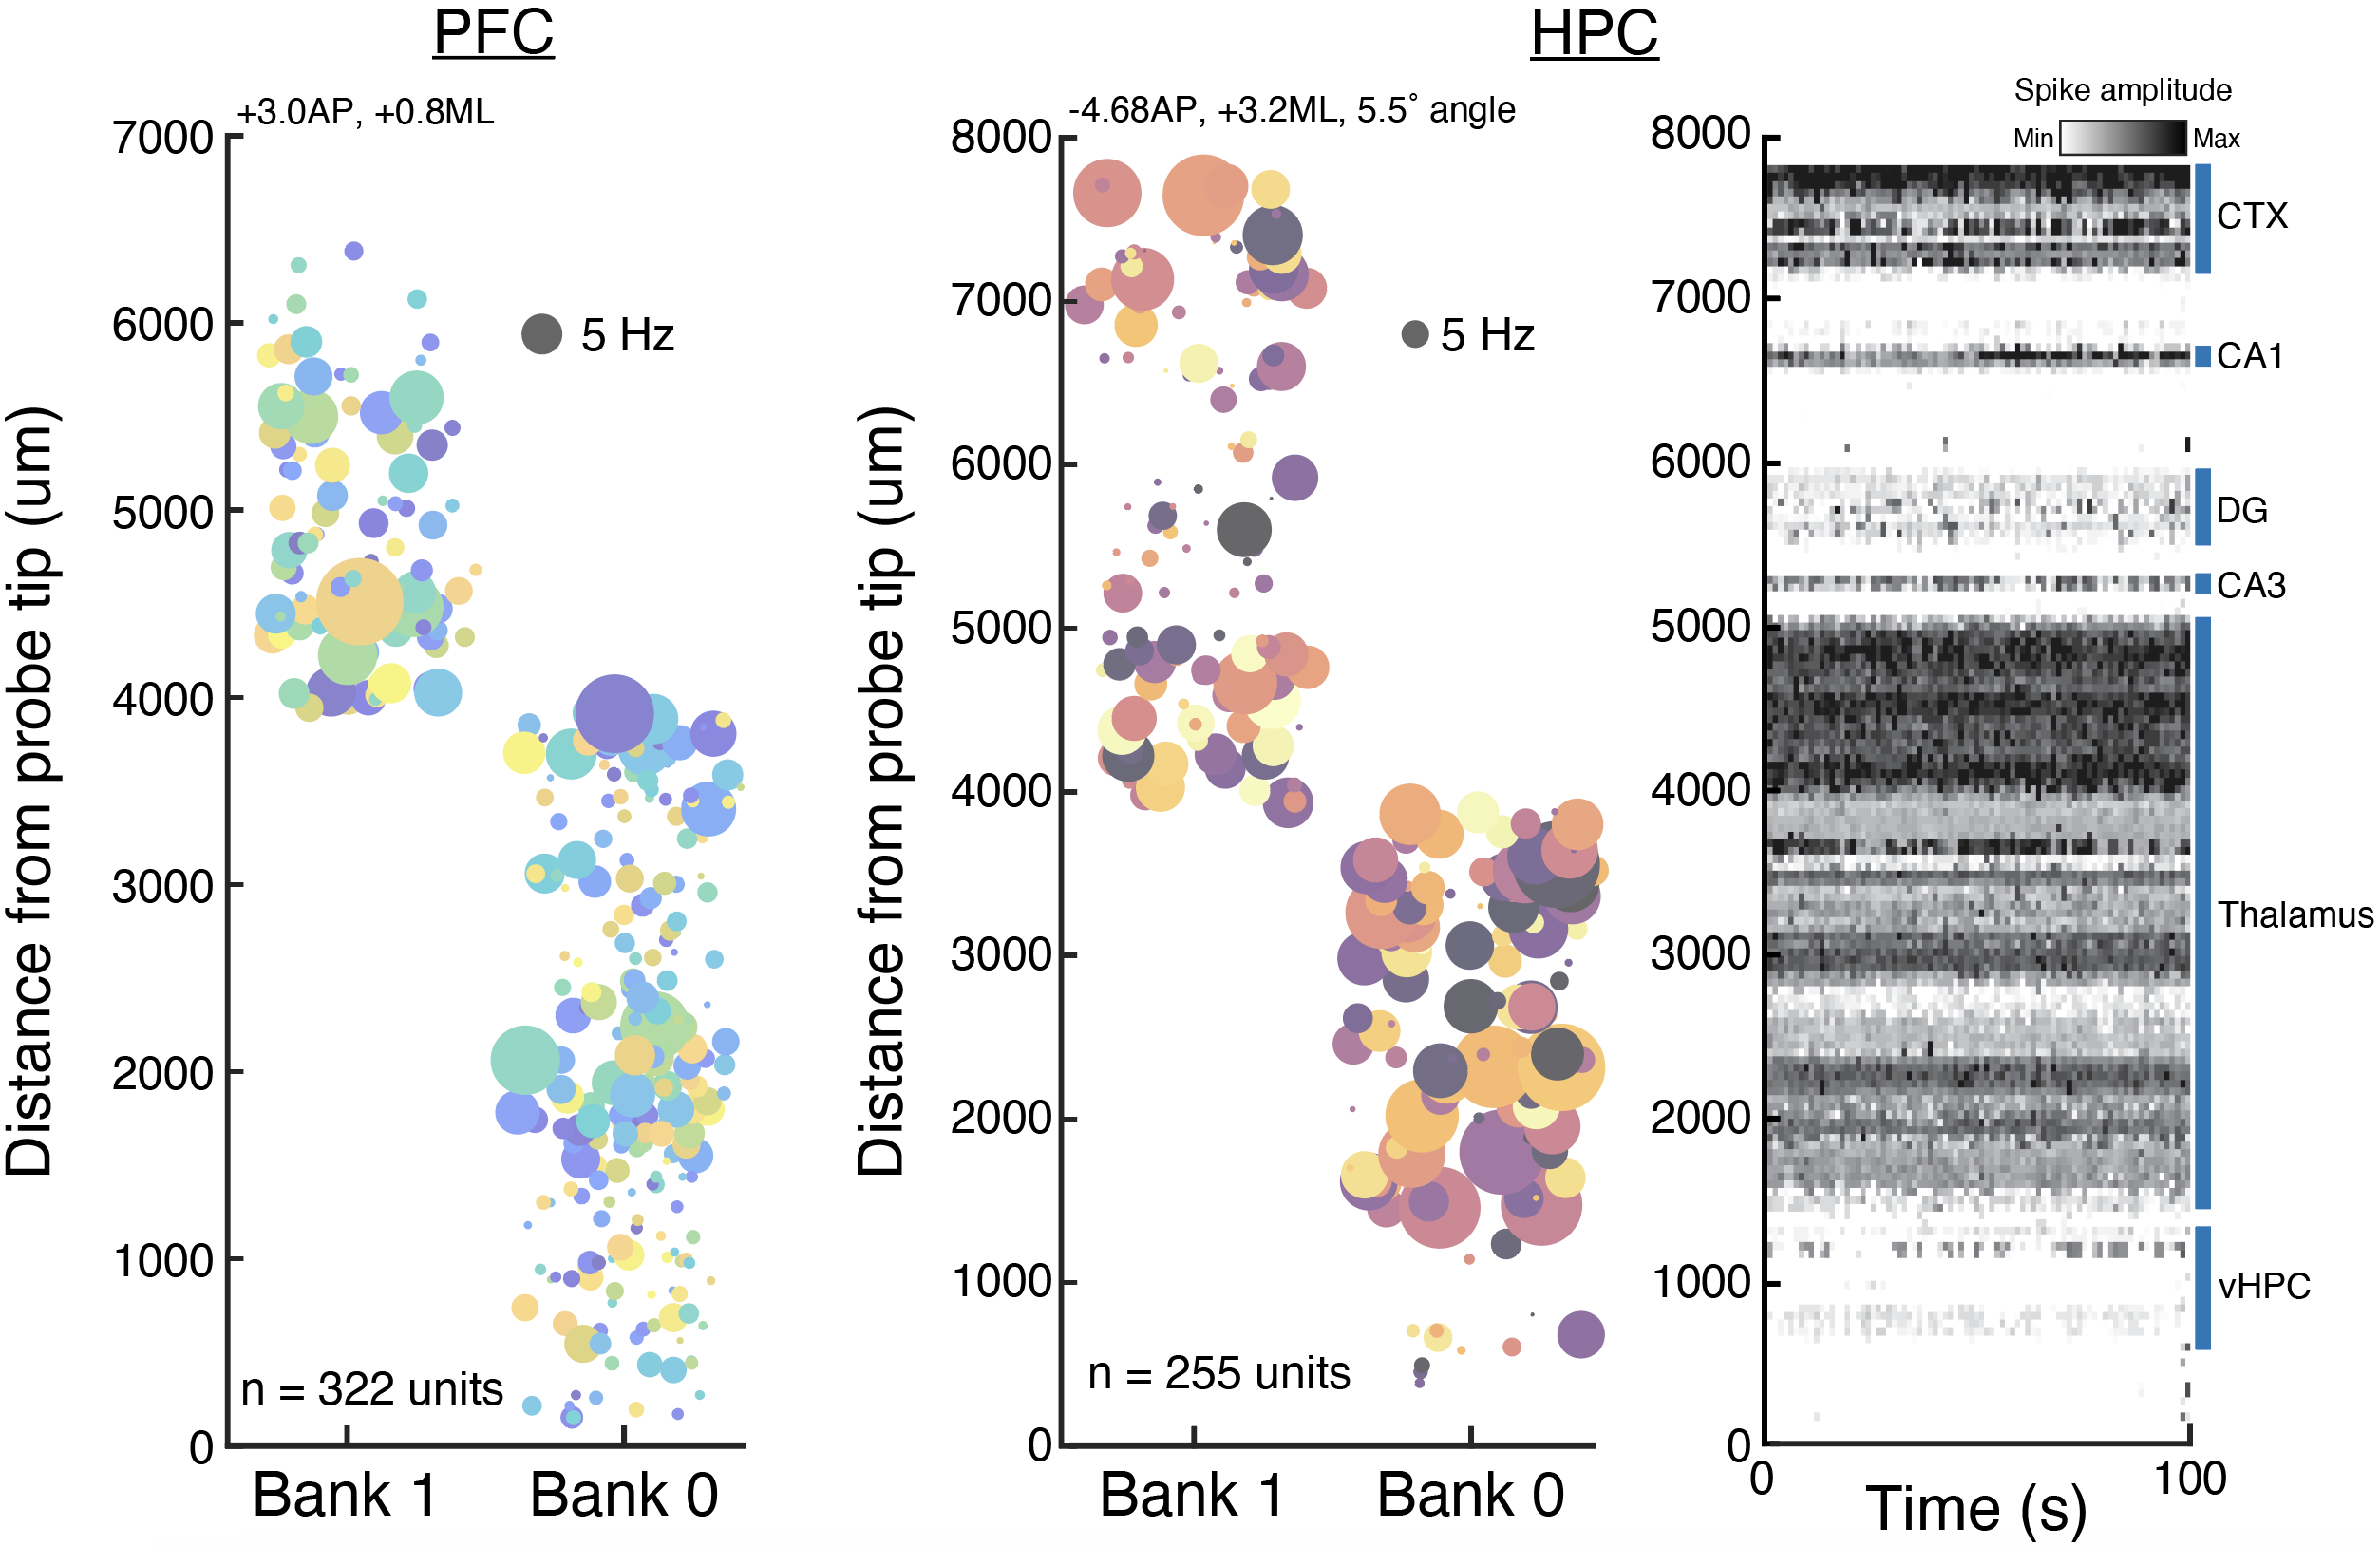 PFC
HPC
+3.0AP, +0.8ML
-4.68AP, +3.2ML, 5.5° angle
Spike amplitude
Min
Max
Distance from probe tip (um)
7000
6000
5000
4000
3000
2000
1000
0
5 Hz
n = 322 units
Bank 1
Bank 0
Distance from probe tip (um)
8000
7000
6000
5000
4000
3000
2000
1000
0
5 Hz
n = 255 units
Bank 1
Bank 0
8000
7000
6000
5000
4000
3000
2000
1000
0
CTX
CA1
DG
CA3
Thalamus
vHPC
0
100
Time (s)